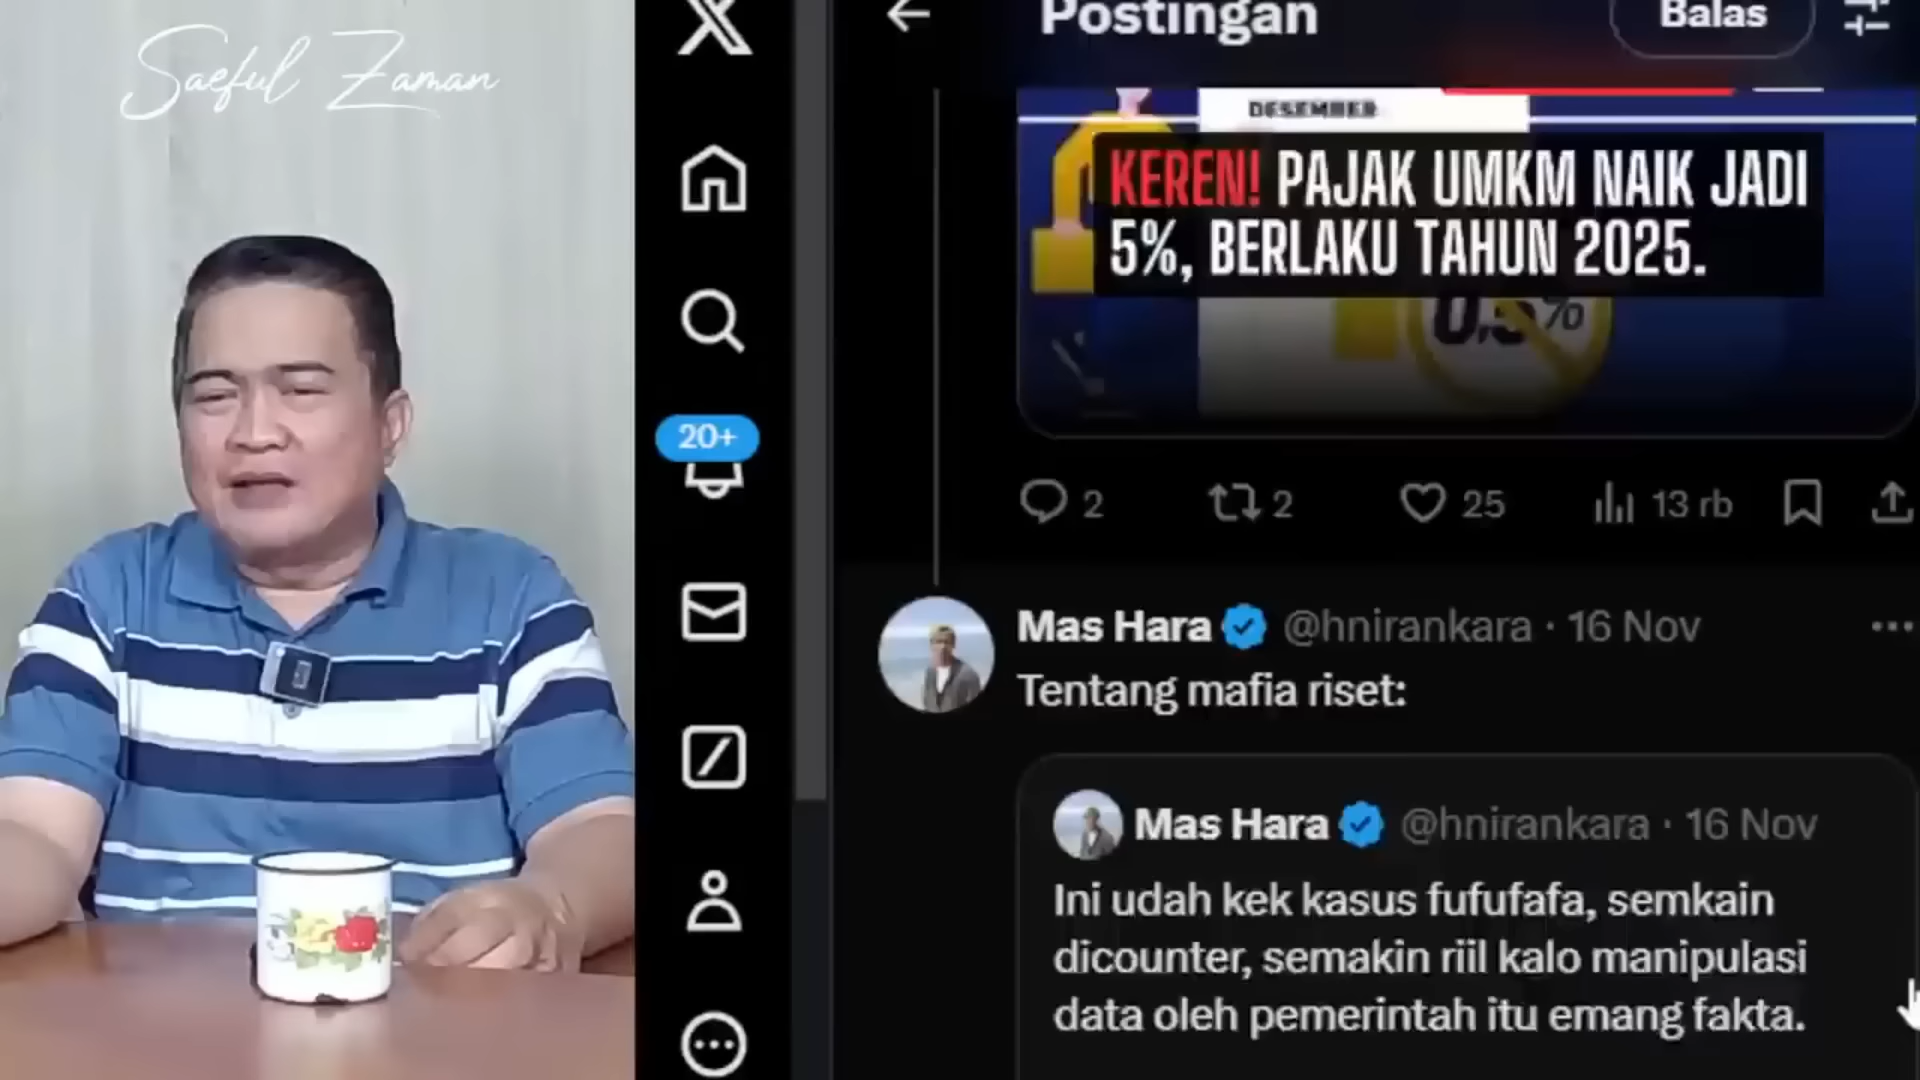 Saeful Zaman
Postingan
Balas
DESEMBER
KEREN! PAJAK UMKM NAIK JADI
5%, BERLAKU TAHUN 2025.
0,5%
20+
2
2
25
13 rb
Mas Hara @hnirankara · 16 Nov
Tentang mafia riset:
Mas Hara @hnirankara · 16 Nov
Ini udah kek kasus fufufafa, semkain
dicounter, semakin riil kalo manipulasi
data oleh pemerintah itu emang fakta.